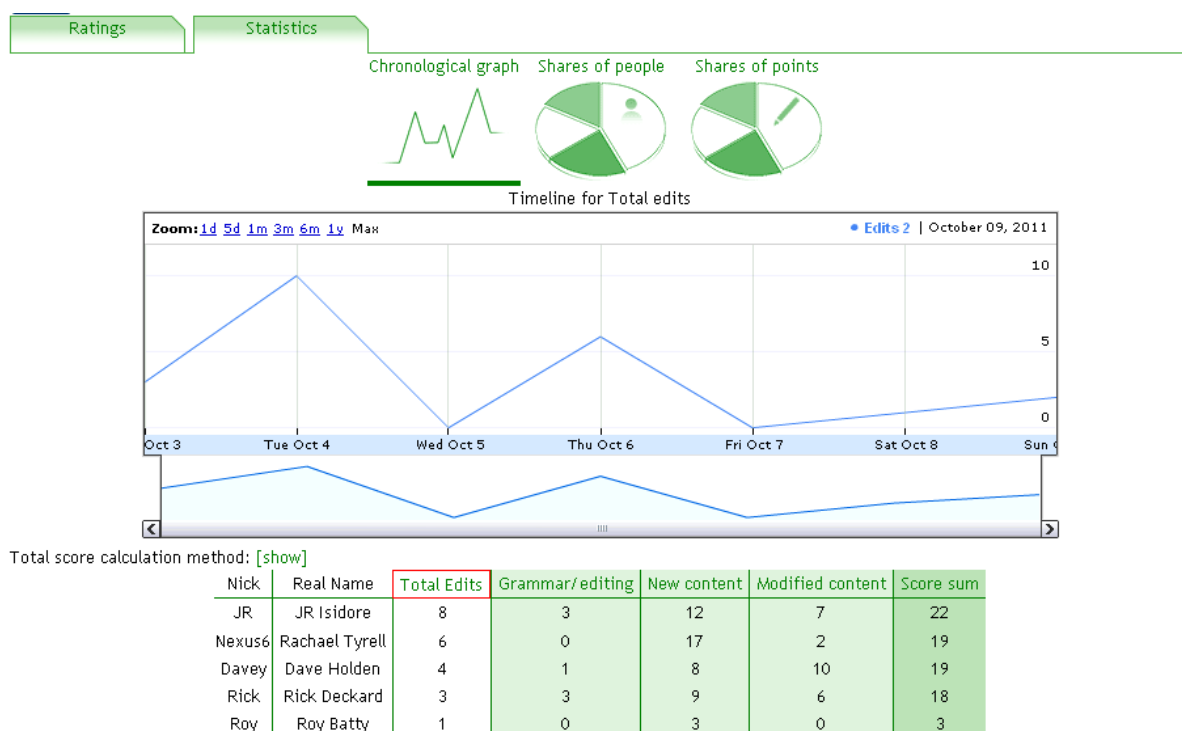 Ratings Statistics
Chronological graph Shares of people Shares of points
Timeline for Total edits
Zoom: 1d 5d 1m 3m 6m 1y Max Edits 2 | October 09, 2011
10
5
0
Oct 3 Tue Oct 4 Wed Oct 5 Thu Oct 6 Fri Oct 7 Sat Oct 8 Sun
Total score calculation method: [show]
Nick Real Name Total Edits Grammar/editing New content Modified content Score sum
JR JR Isidore 8 3 12 7 22
Nexus6 Rachael Tyrell 6 0 17 2 19
Davey Dave Holden 4 1 8 10 19
Rick Rick Deckard 3 3 9 6 18
Roy Roy Batty 1 0 3 0 3